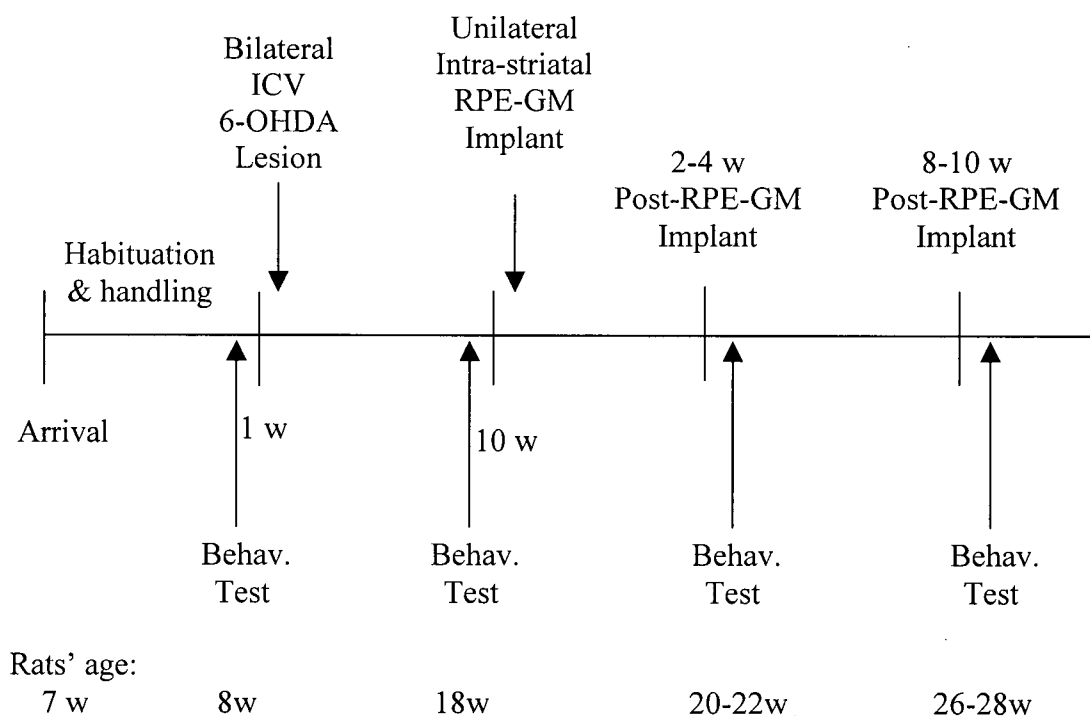 Bilateral
ICV
6-OHDA
Lesion
Unilateral
Intra-striatal
RPE-GM
Implant
2-4 w
Post-RPE-GM
Implant
8-10 w
Post-RPE-GM
Implant
Habituation
& handling
Arrival
1 w
10 w
Behav.
Test
Behav.
Test
Behav.
Test
Behav.
Test
Rats' age:
7 w 8w 18w 20-22w 26-28w